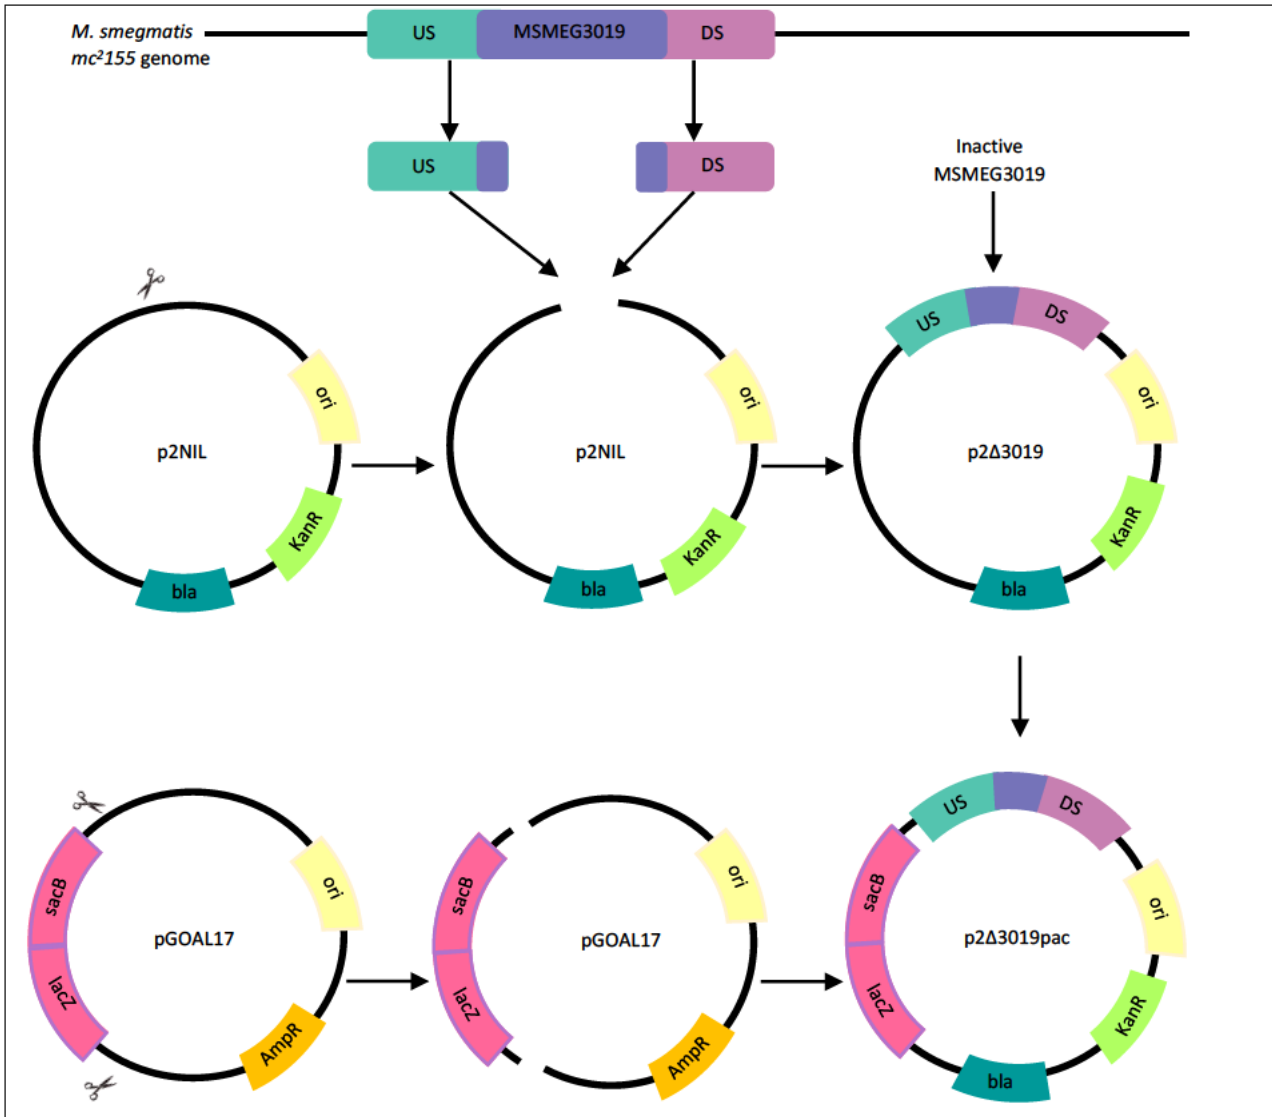 M. smegmatis
mc²155 genome
US
MSMEG3019
DS
US
DS
Inactive
MSMEG3019
p2NIL
ori
KanR
bla
p2NIL
ori
KanR
bla
US
DS
ori
p2Δ3019
KanR
bla
sacB
lacZ
pGOAL17
ori
AmpR
sacB
lacZ
pGOAL17
ori
AmpR
US
DS
sacB
lacZ
ori
p2Δ3019pac
KanR
bla